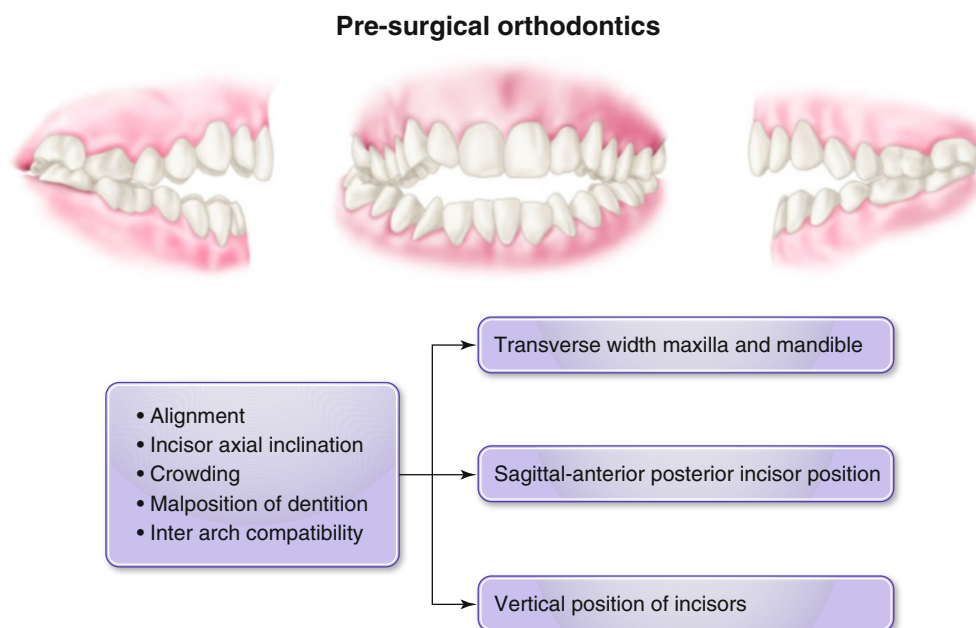 Pre-surgical orthodontics
Transverse width maxilla and mandible
• Alignment
• Incisor axial inclination
• Crowding
• Malposition of dentition
• Inter arch compatibility
Sagittal-anterior posterior incisor position
Vertical position of incisors